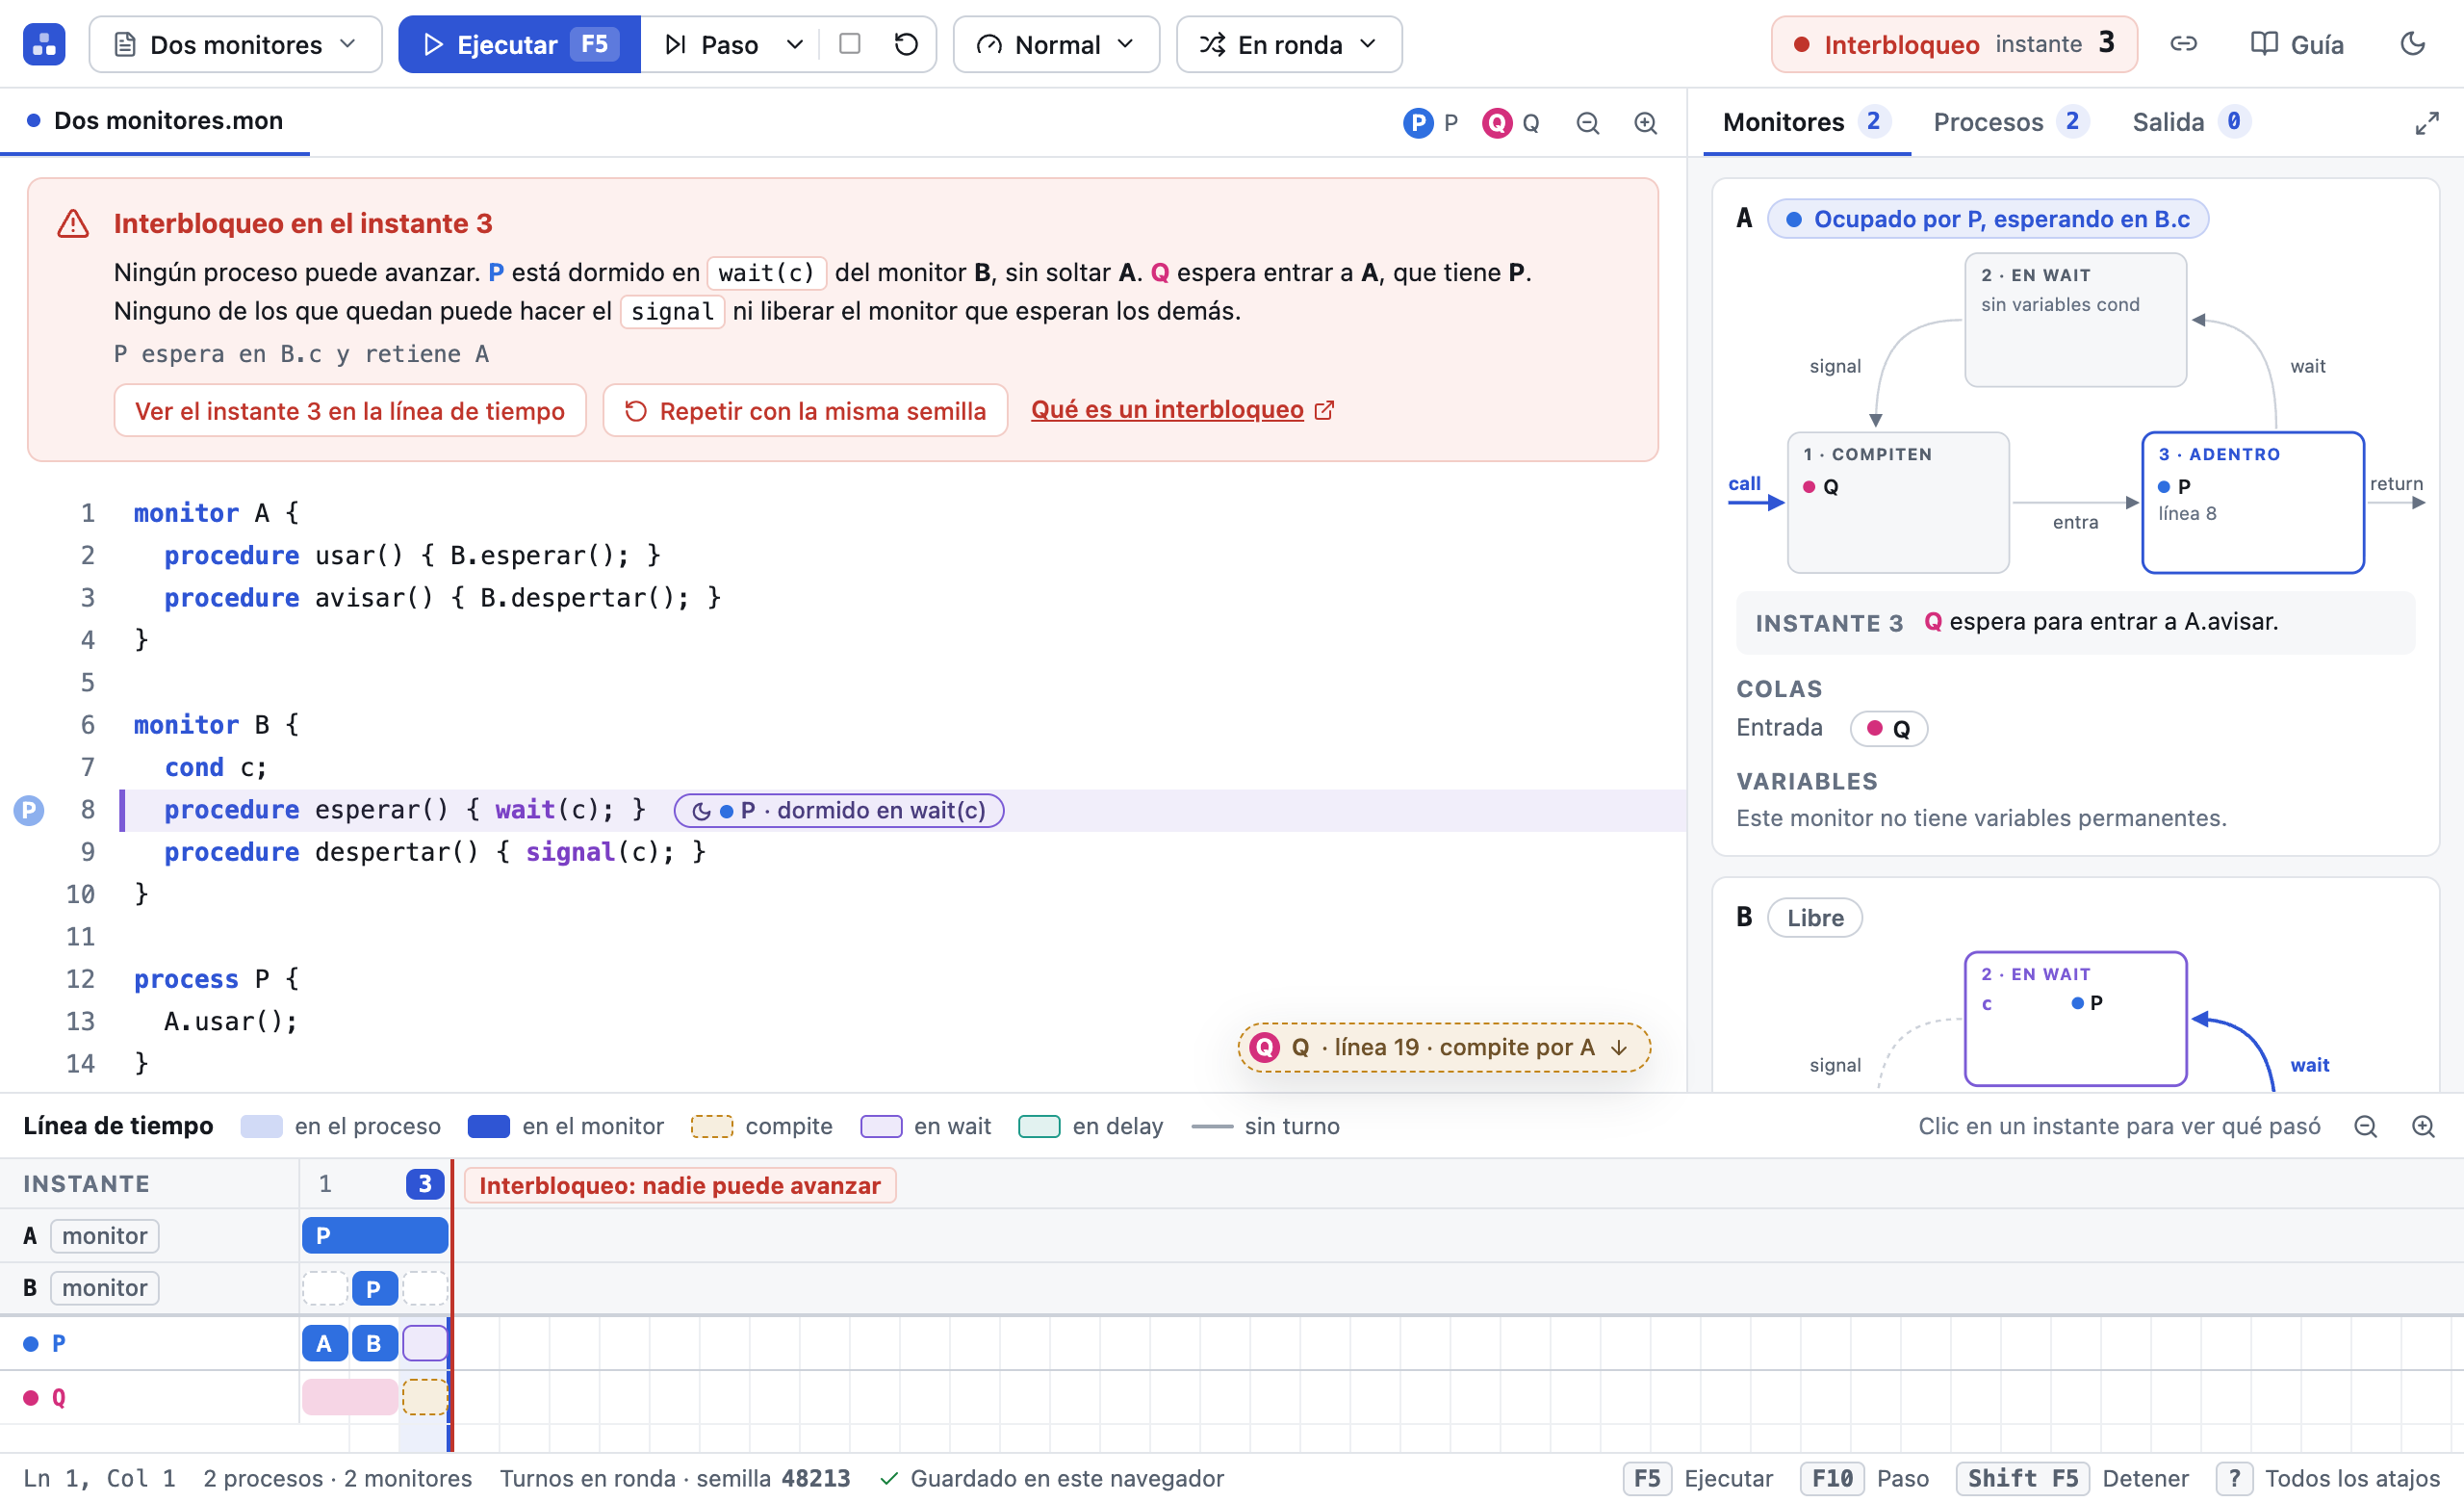 Dos monitores
Ejecutar F5
Paso
Normal
En ronda
Interbloqueo instante 3
Guía
Dos monitores.mon
P P Q Q
Monitores 2 Procesos 2 Salida 0
Interbloqueo en el instante 3
Ningún proceso puede avanzar. P está dormido en wait(c) del monitor B, sin soltar A. Q espera entrar a A, que tiene P.
Ninguno de los que quedan puede hacer el signal ni liberar el monitor que esperan los demás.
P espera en B.c y retiene A
Ver el instante 3 en la línea de tiempo
Repetir con la misma semilla
Qué es un interbloqueo
1 monitor A {
2 procedure usar() { B.esperar(); }
3 procedure avisar() { B.despertar(); }
4 }
5
6 monitor B {
7 cond c;
P 8 procedure esperar() { wait(c); } P · dormido en wait(c)
9 procedure despertar() { signal(c); }
10 }
11
12 process P {
13 A.usar();
14 }
Q Q · línea 19 · compite por A ↓
A Ocupado por P, esperando en B.c
2 · EN WAIT
sin variables cond
signal
wait
1 · COMPITEN
Q
3 · ADENTRO
P
línea 8
call
entra
return
INSTANTE 3 Q espera para entrar a A.avisar.
COLAS
Entrada Q
VARIABLES
Este monitor no tiene variables permanentes.
B Libre
2 · EN WAIT
c P
signal
wait
Línea de tiempo en el proceso en el monitor compite en wait en delay sin turno
Clic en un instante para ver qué pasó
INSTANTE 1 3 Interbloqueo: nadie puede avanzar
A monitor P
B monitor P
P A B
Q
Ln 1, Col 1 2 procesos · 2 monitores Turnos en ronda · semilla 48213 Guardado en este navegador
F5 Ejecutar F10 Paso Shift F5 Detener ? Todos los atajos